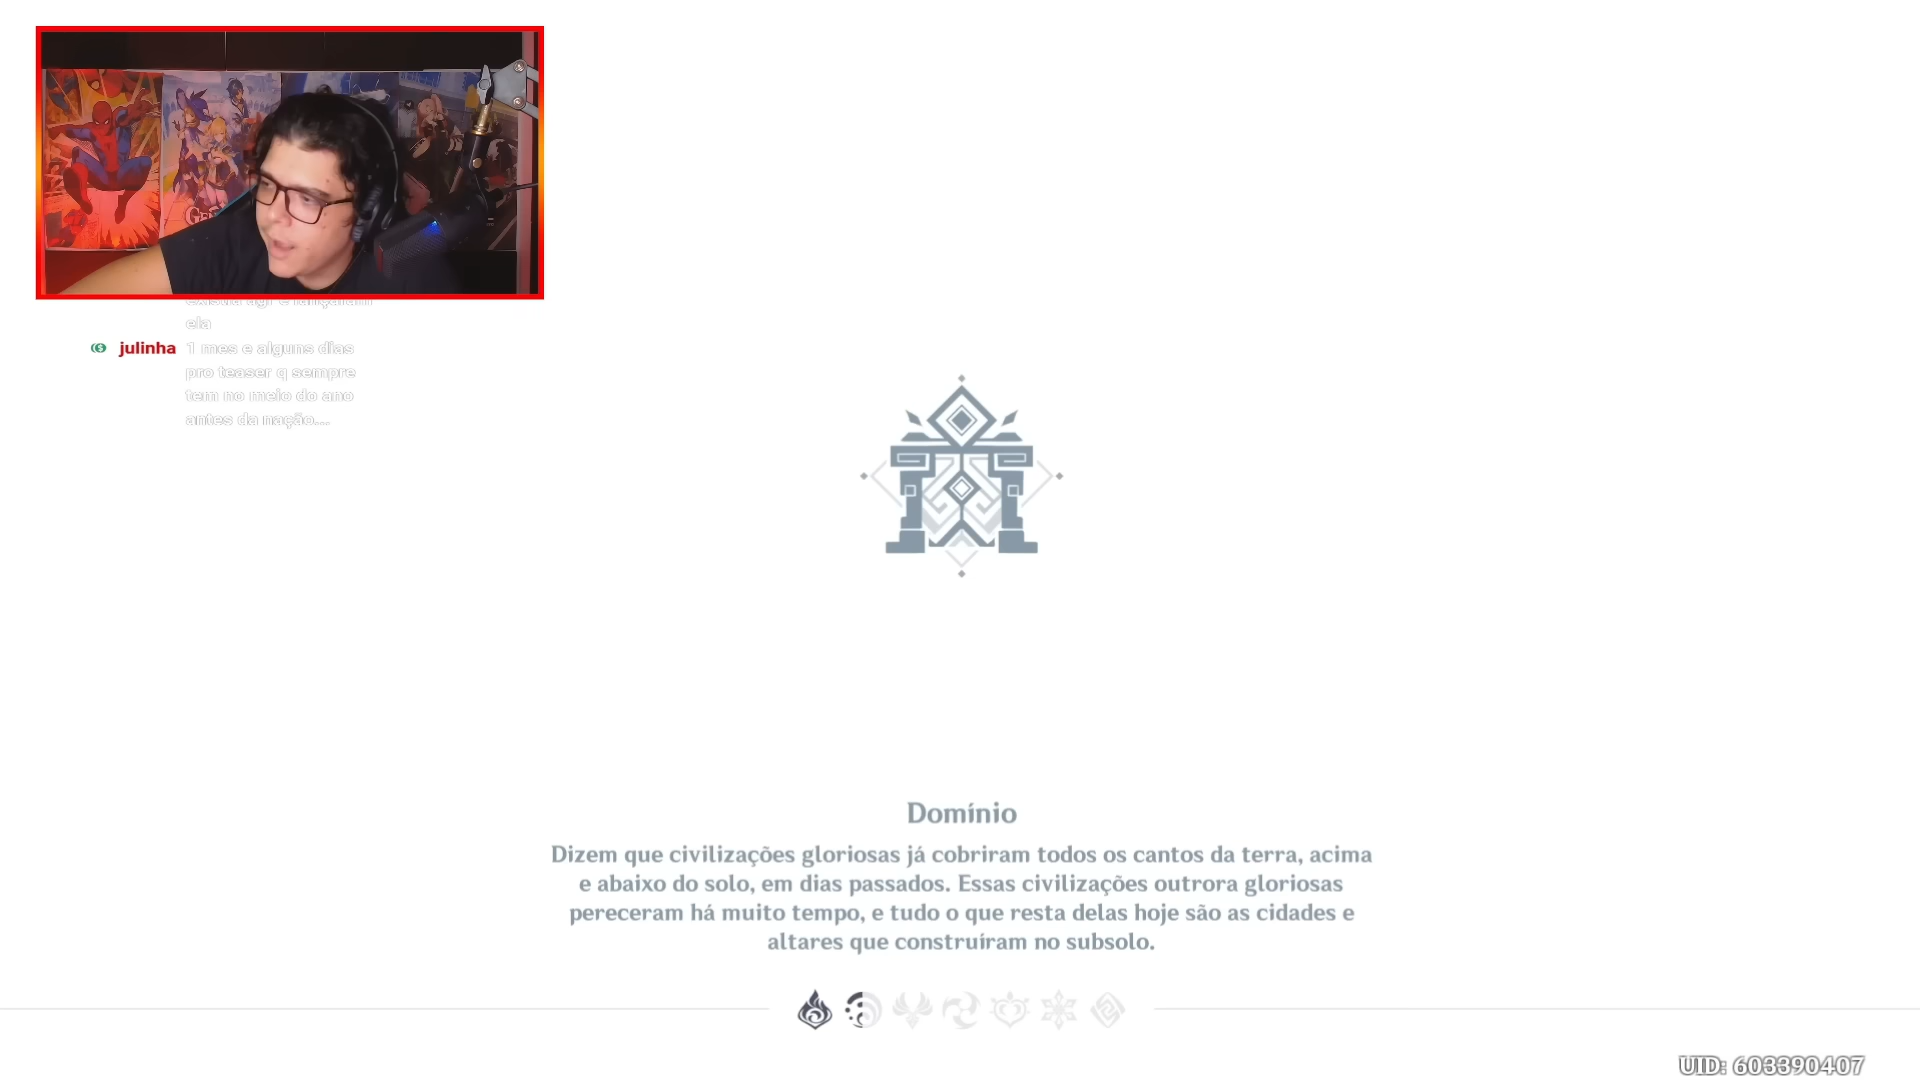 GEN
ela
julinha 1 mes e alguns dias
pro teaser q sempre
tem no meio do ano
antes da nação...
Domínio
Dizem que civilizações gloriosas já cobriram todos os cantos da terra, acima
e abaixo do solo, em dias passados. Essas civilizações outrora gloriosas
pereceram há muito tempo, e tudo o que resta delas hoje são as cidades e
altares que construíram no subsolo.
UID: 603390407